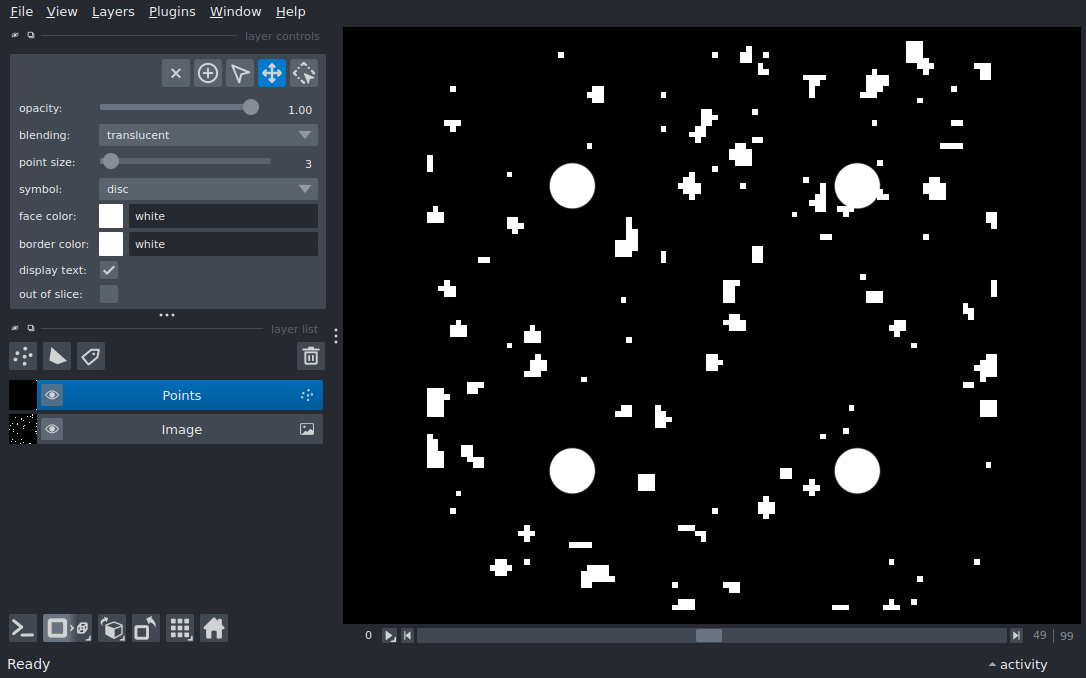 File View Layers Plugins Window Help
layer controls
opacity: 1.00
blending: translucent
point size: 3
symbol: disc
face color: white
border color: white
display text:
out of slice:
layer list
Points
Image
0 49 99
Ready activity